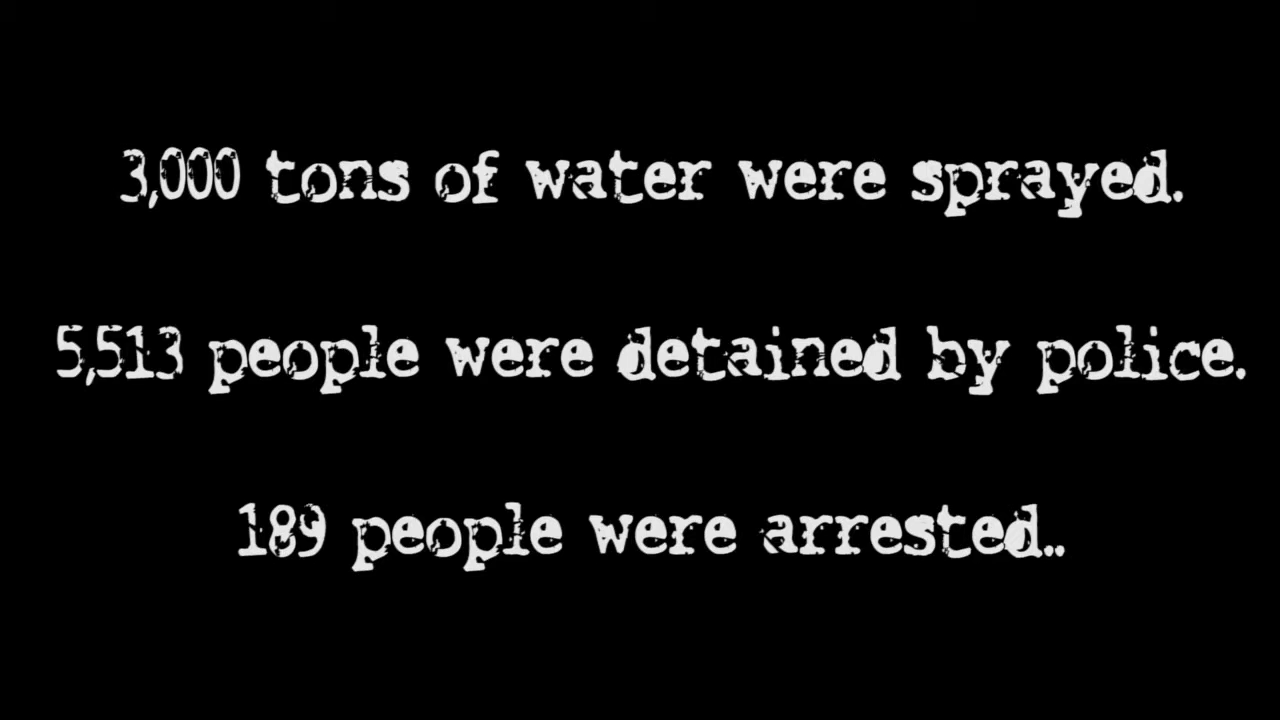 3,000 tons of water were sprayed.
5,513 people were detained by police.
189 people were arrested..